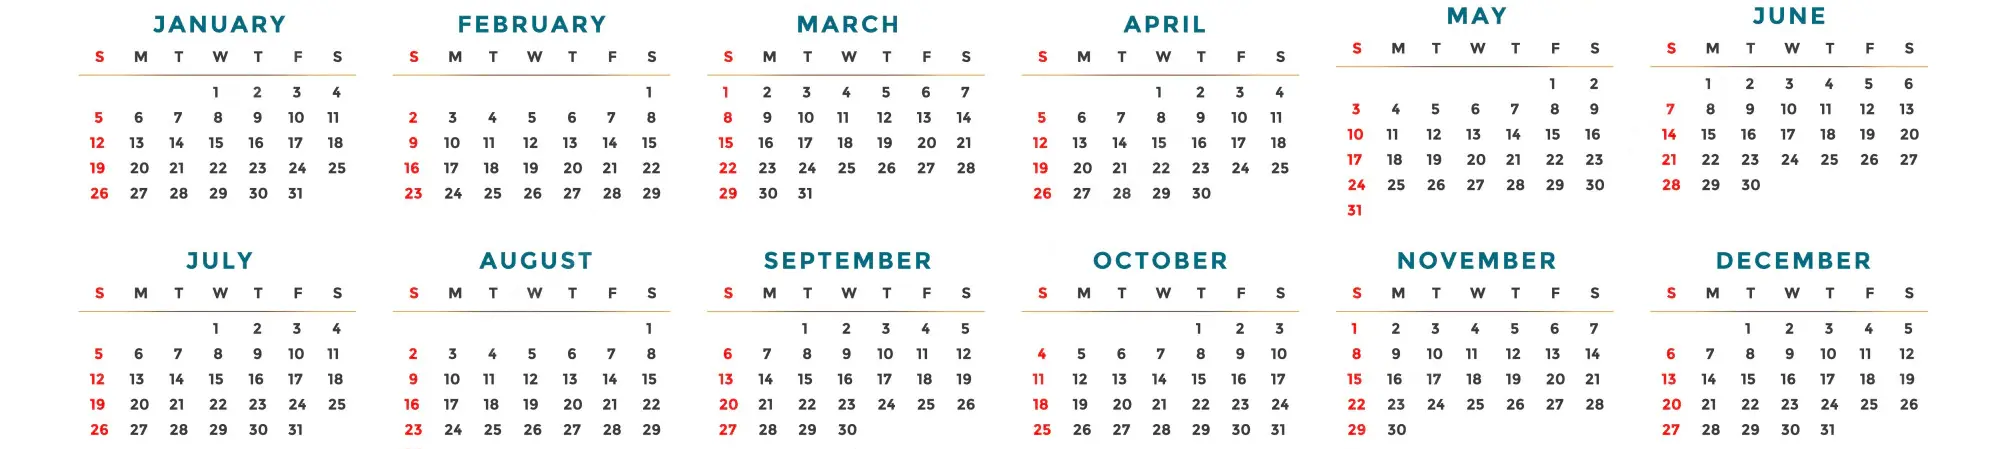 JANUARY
S M T W T F S
1 2 3 4
5 6 7 8 9 10 11
12 13 14 15 16 17 18
19 20 21 22 23 24 25
26 27 28 29 30 31
FEBRUARY
S M T W T F S
1
2 3 4 5 6 7 8
9 10 11 12 13 14 15
16 17 18 19 20 21 22
23 24 25 26 27 28 29
MARCH
S M T W T F S
1 2 3 4 5 6 7
8 9 10 11 12 13 14
15 16 17 18 19 20 21
22 23 24 25 26 27 28
29 30 31
APRIL
S M T W T F S
1 2 3 4
5 6 7 8 9 10 11
12 13 14 15 16 17 18
19 20 21 22 23 24 25
26 27 28 29 30
MAY
S M T W T F S
1 2
3 4 5 6 7 8 9
10 11 12 13 14 15 16
17 18 19 20 21 22 23
24 25 26 27 28 29 30
31
JUNE
S M T W T F S
1 2 3 4 5 6
7 8 9 10 11 12 13
14 15 16 17 18 19 20
21 22 23 24 25 26 27
28 29 30
JULY
S M T W T F S
1 2 3 4
5 6 7 8 9 10 11
12 13 14 15 16 17 18
19 20 21 22 23 24 25
26 27 28 29 30 31
AUGUST
S M T W T F S
1
2 3 4 5 6 7 8
9 10 11 12 13 14 15
16 17 18 19 20 21 22
23 24 25 26 27 28 29
SEPTEMBER
S M T W T F S
1 2 3 4 5
6 7 8 9 10 11 12
13 14 15 16 17 18 19
20 21 22 23 24 25 26
27 28 29 30
OCTOBER
S M T W T F S
1 2 3
4 5 6 7 8 9 10
11 12 13 14 15 16 17
18 19 20 21 22 23 24
25 26 27 28 29 30 31
NOVEMBER
S M T W T F S
1 2 3 4 5 6 7
8 9 10 11 12 13 14
15 16 17 18 19 20 21
22 23 24 25 26 27 28
29 30
DECEMBER
S M T W T F S
1 2 3 4 5
6 7 8 9 10 11 12
13 14 15 16 17 18 19
20 21 22 23 24 25 26
27 28 29 30 31